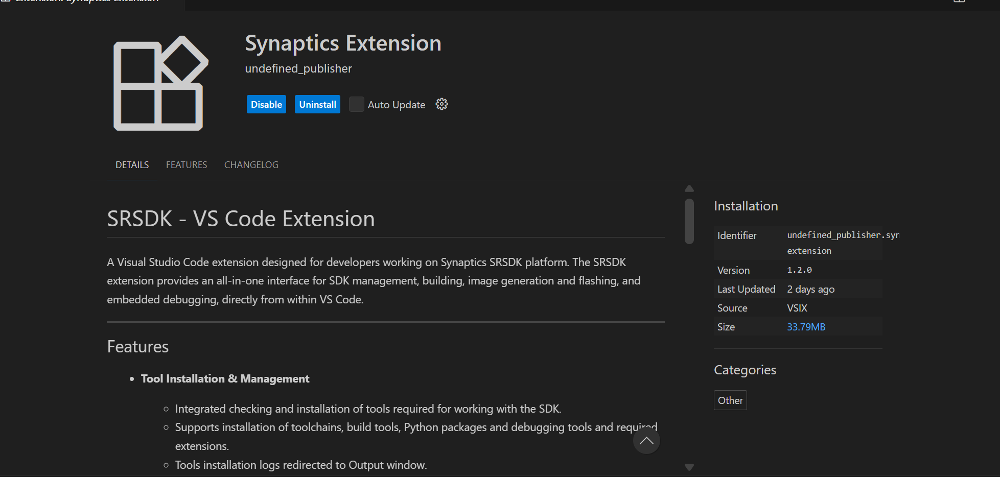 Extension: Synaptics Extension
Synaptics Extension
undefined_publisher
Disable
Uninstall
Auto Update
DETAILS
FEATURES
CHANGELOG
SRSDK - VS Code Extension
A Visual Studio Code extension designed for developers working on Synaptics SRSDK platform. The SRSDK
extension provides an all-in-one interface for SDK management, building, image generation and flashing, and
embedded debugging, directly from within VS Code.
Features
• Tool Installation & Management
○ Integrated checking and installation of tools required for working with the SDK.
○ Supports installation of toolchains, build tools, Python packages and debugging tools and required
extensions.
○ Tools installation logs redirected to Output window.
Installation
Identifier undefined_publisher.syn
extension
Version 1.2.0
Last Updated 2 days ago
Source VSIX
Size 33.79MB
Categories
Other